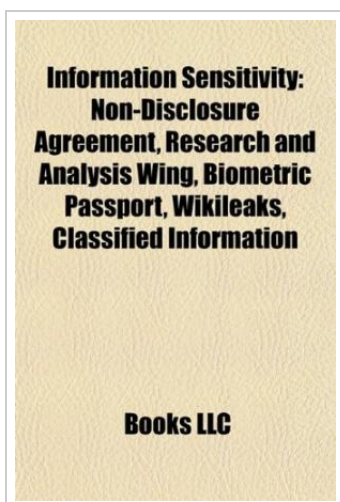 Information Sensitivity:
Non-Disclosure
Agreement, Research and
Analysis Wing, Biometric
Passport, Wikileaks,
Classified Information
Books LLC